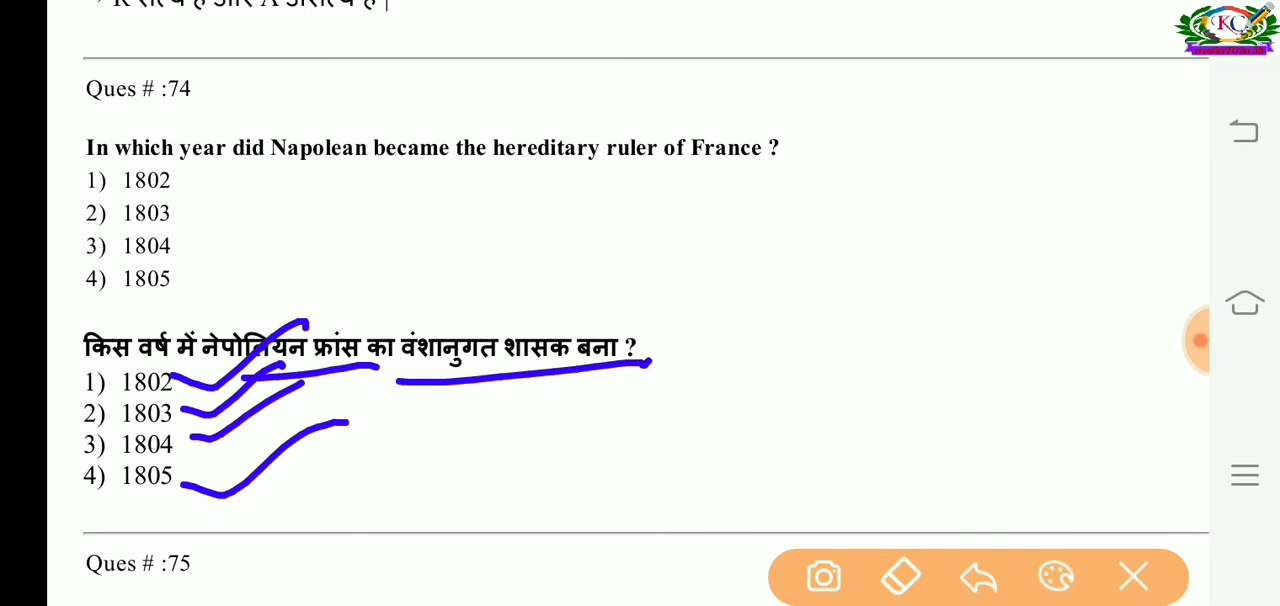 KC
Ques # :74
In which year did Napolean became the hereditary ruler of France ?
1) 1802
2) 1803
3) 1804
4) 1805
किस वर्ष में नेपोलियन फ्रांस का वंशानुगत शासक बना ?
1) 1802
2) 1803
3) 1804
4) 1805
Ques # :75